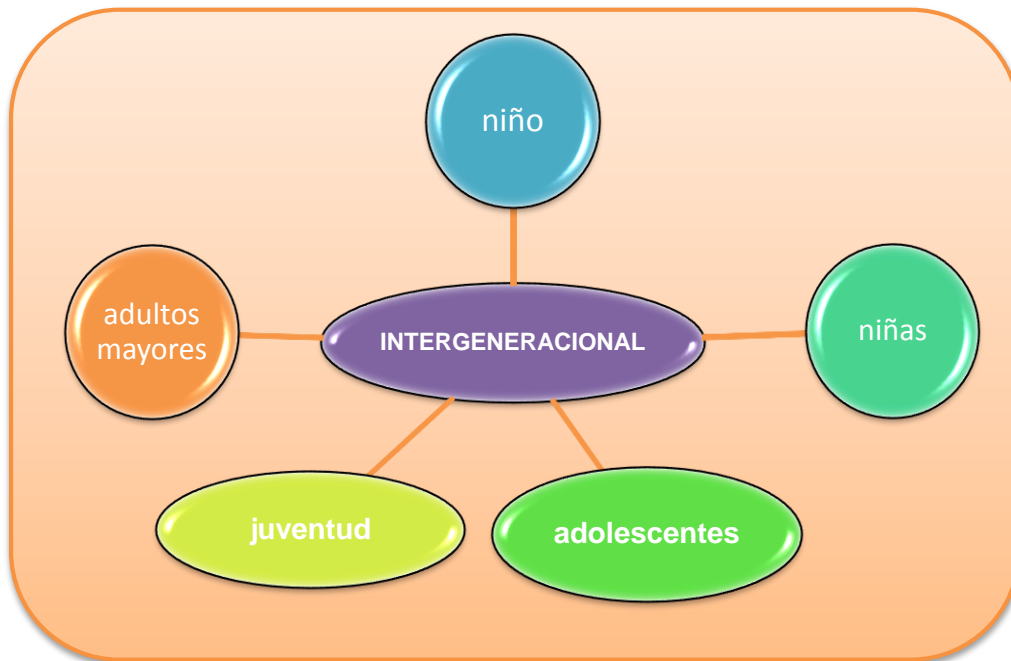 niño
adultos
mayores
INTERGENERACIONAL
niñas
juventud
adolescentes